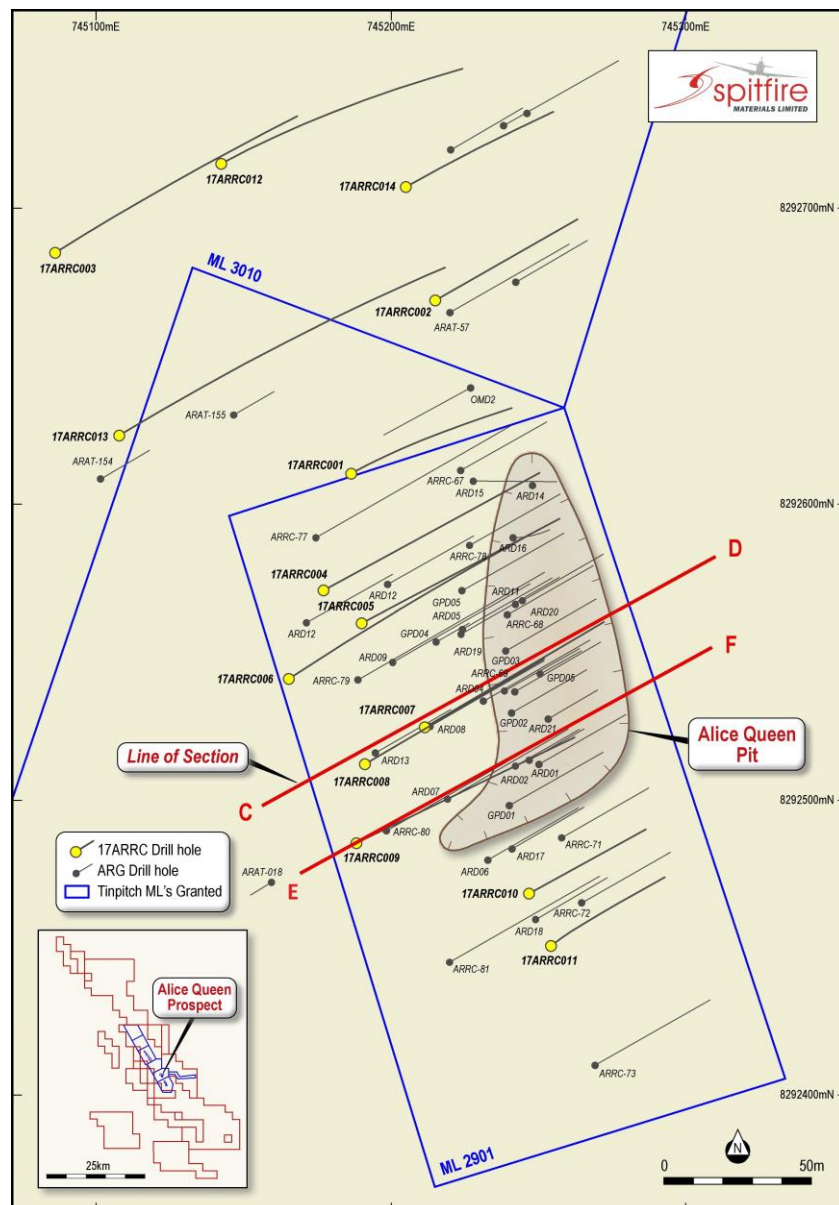 745100mE
745200mE
745300mE
spitfire
MATERIALS LIMITED
17ARRC012
17ARRC014
8292700mN
17ARRC003
ML 3010
17ARRC002
ARAT-57
OMD2
ARAT-155
17ARRC013
ARAT-154
17ARRC001
ARRC-67
ARD15
ARD14
8292600mN
ARRC-77
ARD16
ARRC-78
17ARRC004
ARD12
GPD05
ARD11
D
17ARRC005
ARD05
ARD20
ARD12
GPD04
ARRC-68
ARD19
ARD09
GPD03
F
17ARRC006
ARRC-79
GPD05
17ARRC007
ARD08
GPD02
ARD21
Alice Queen
Pit
Line of Section
ARD13
17ARRC008
ARD02
ARD01
ARD07
C
GPD01
17ARRC Drill hole
ARG Drill hole
Tinpitch ML's Granted
ARRC-80
8292500mN
17ARRC009
ARRC-71
ARD17
ARD06
ARAT-018
E
17ARRC010
ARRC-72
ARD18
17ARRC011
ARRC-81
Alice Queen
Prospect
ARRC-73
8292400mN
25km
ML 2901
N
0
50m